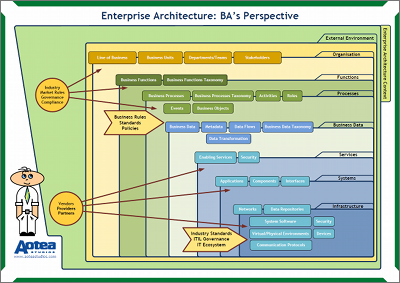 Enterprise Architecture: BA's Perspective
External Environment
Enterprise Architecture Context
Organisation
Line of Business
Business Units
Departments/Teams
Stakeholders
Functions
Business Functions
Business Functions Taxonomy
Processes
Business Processes
Business Processes Taxonomy
Activities
Roles
Events
Business Objects
Industry
Market Rules
Governance
Compliance
Business Rules
Standards
Policies
Business Data
Business Data
Metadata
Data Flows
Business Data Taxonomy
Data Transformation
Services
Enabling Services
Security
Systems
Applications
Components
Interfaces
Vendors
Providers
Partners
Infrastructure
Networks
Data Repositories
System Software
Security
Virtual/Physical Environments
Devices
Communication Protocols
Industry Standards
ITIL Governance
IT Ecosystem
Aotea
STUDIOS
www.aoteastudios.com